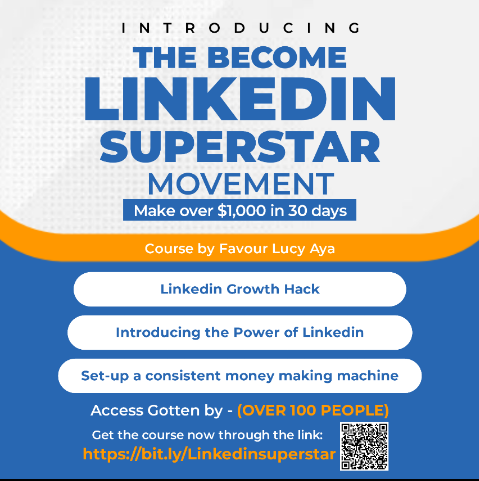 INTRODUCING
THE BECOME
LINKEDIN
SUPERSTAR
MOVEMENT
Make over $1,000 in 30 days
Course by Favour Lucy Aya
Linkedin Growth Hack
Introducing the Power of Linkedin
Set-up a consistent money making machine
Access Gotten by - (OVER 100 PEOPLE)
Get the course now through the link:
https://bit.ly/Linkedinsuperstar